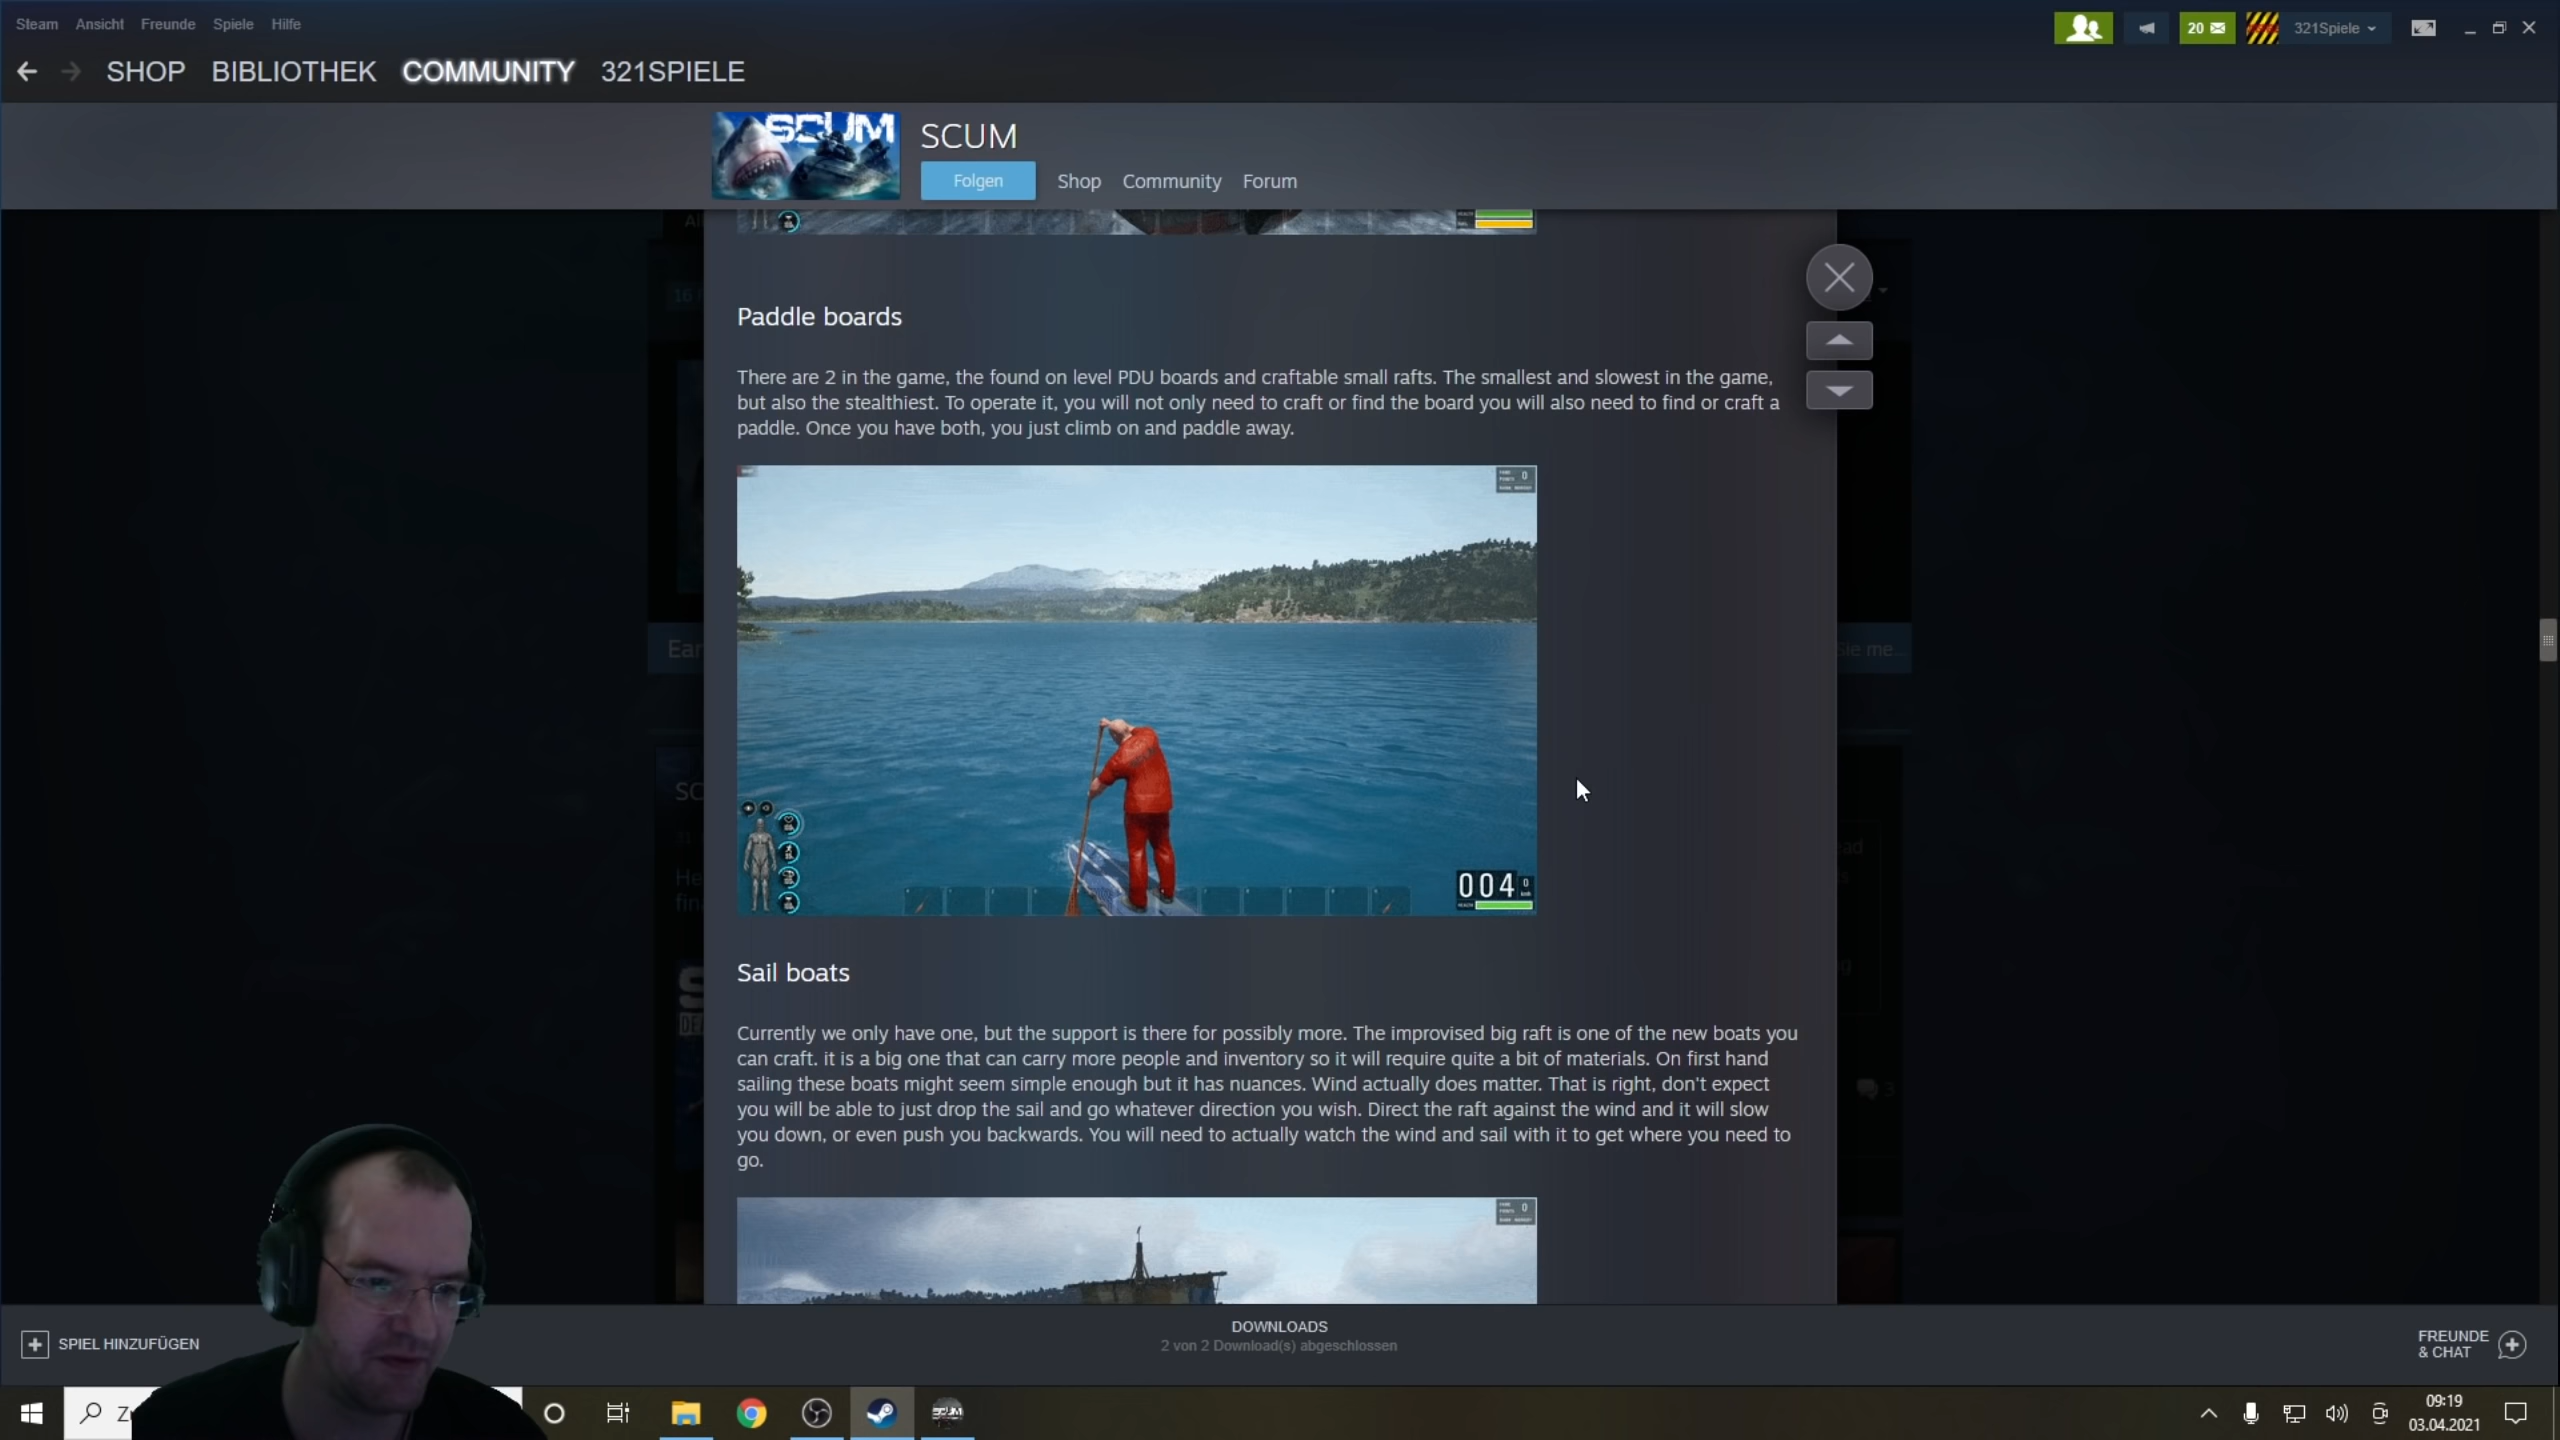 Steam Ansicht Freunde Spiele Hilfe
20 321Spiele
SHOP BIBLIOTHEK COMMUNITY 321SPIELE
SCUM
SCUM
Folgen Shop Community Forum
16
Paddle boards
There are 2 in the game, the found on level PDU boards and craftable small rafts. The smallest and slowest in the game,
but also the stealthiest. To operate it, you will not only need to craft or find the board you will also need to find or craft a
paddle. Once you have both, you just climb on and paddle away.
0
Sie me...
004 0
Sail boats
Currently we only have one, but the support is there for possibly more. The improvised big raft is one of the new boats you
can craft. it is a big one that can carry more people and inventory so it will require quite a bit of materials. On first hand
sailing these boats might seem simple enough but it has nuances. Wind actually does matter. That is right, don't expect
you will be able to just drop the sail and go whatever direction you wish. Direct the raft against the wind and it will slow
you down, or even push you backwards. You will need to actually watch the wind and sail with it to get where you need to
go.
3
0
SPIEL HINZUFÜGEN
DOWNLOADS
2 von 2 Download(s) abgeschlossen
FREUNDE
& CHAT
SCUM
09:19
03.04.2021